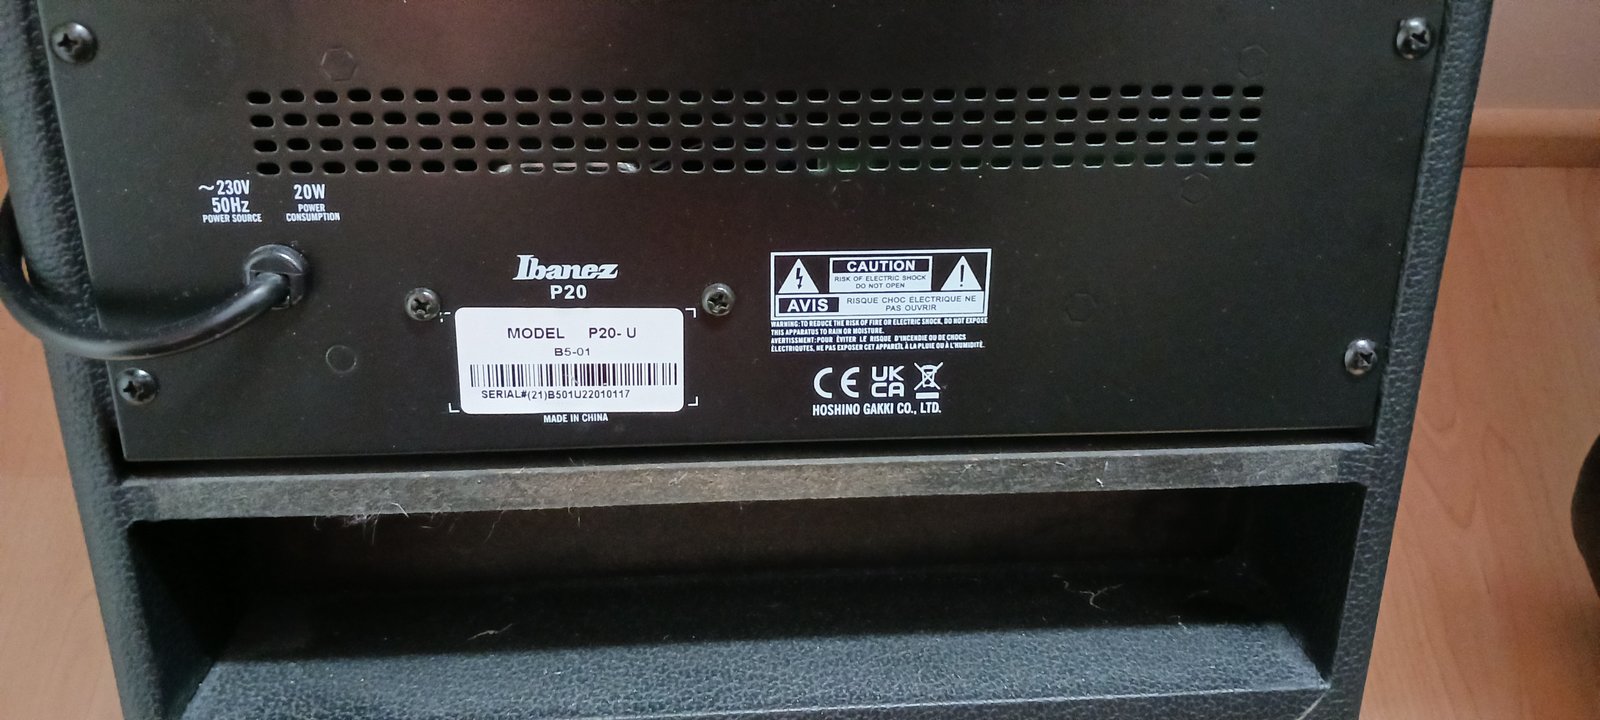 ~230V
50Hz
POWER SOURCE
20W
POWER
CONSUMPTION
Ibanez
P20
MODEL P20-U
B5-01
SERIAL#(21)B501U22010117
MADE IN CHINA
CAUTION
RISK OF ELECTRIC SHOCK
DO NOT OPEN
AVIS
RISQUE CHOC ELECTRIQUE NE
PAS OUVRIR
WARNING: TO REDUCE THE RISK OF FIRE OR ELECTRIC SHOCK, DO NOT EXPOSE
THIS APPARATUS TO RAIN OR MOISTURE.
AVERTISSEMENT: POUR ÉVITER LE RISQUE D'INCENDIE OU DE CHOCS
ÉLECTRIQUTES, NE PAS EXPOSER CET APPAREIL À LA PLUIE OU À L'HUMIDITÉ.
CE
UK
CA
HOSHINO GAKKI CO., LTD.